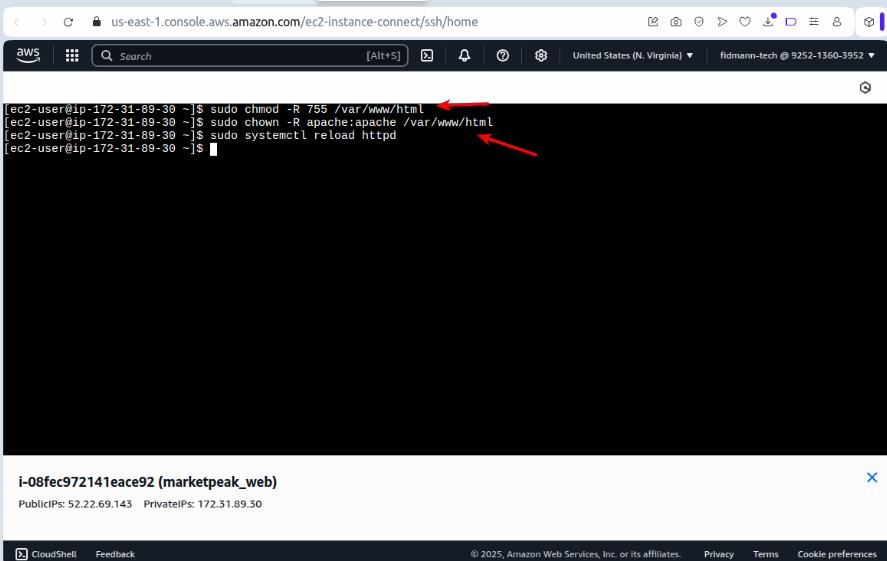 us-east-1.console.aws.amazon.com/ec2-instance-connect/ssh/home
aws Search [Alt+S] United States (N. Virginia) fidmann-tech @ 9252-1360-3952
[ec2-user@ip-172-31-89-30 ~]$ sudo chmod -R 755 /var/www/html
[ec2-user@ip-172-31-89-30 ~]$ sudo chown -R apache:apache /var/www/html
[ec2-user@ip-172-31-89-30 ~]$ sudo systemctl reload httpd
[ec2-user@ip-172-31-89-30 ~]$
i-08fec972141eace92 (marketpeak_web)
PublicIPs: 52.22.69.143 PrivateIPs: 172.31.89.30
CloudShell Feedback © 2025, Amazon Web Services, Inc. or its affiliates. Privacy Terms Cookie preferences